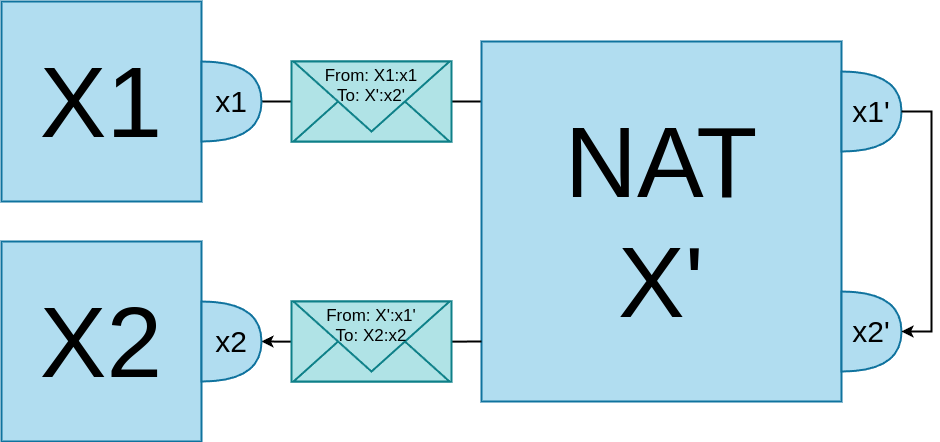 X1
x1
From: X1:x1
To: X':x2'
NAT
X'
x1'
X2
x2
From: X':x1'
To: X2:x2
x2'